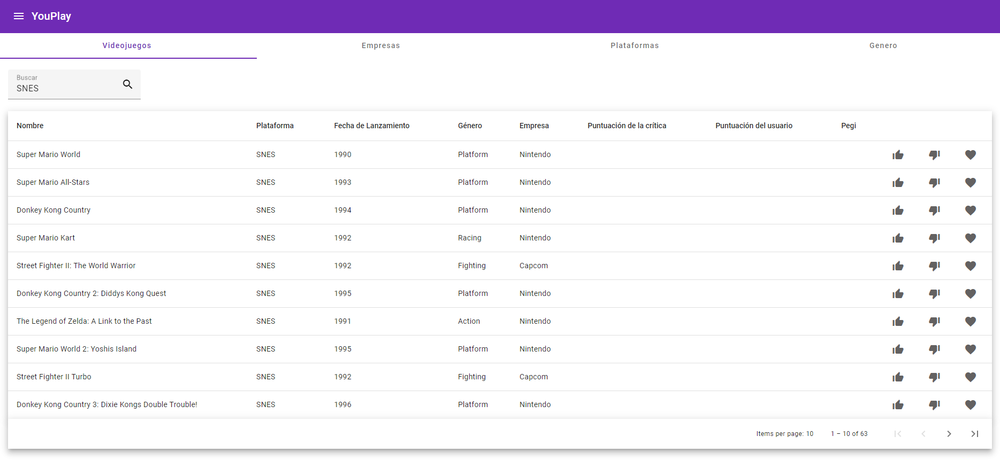 YouPlay
Videojuegos Empresas Plataformas Genero
Buscar
SNES
Nombre Plataforma Fecha de Lanzamiento Género Empresa Puntuación de la crítica Puntuación del usuario Pegi
Super Mario World SNES 1990 Platform Nintendo
Super Mario All-Stars SNES 1993 Platform Nintendo
Donkey Kong Country SNES 1994 Platform Nintendo
Super Mario Kart SNES 1992 Racing Nintendo
Street Fighter II: The World Warrior SNES 1992 Fighting Capcom
Donkey Kong Country 2: Diddys Kong Quest SNES 1995 Platform Nintendo
The Legend of Zelda: A Link to the Past SNES 1991 Action Nintendo
Super Mario World 2: Yoshis Island SNES 1995 Platform Nintendo
Street Fighter II Turbo SNES 1992 Fighting Capcom
Donkey Kong Country 3: Dixie Kongs Double Trouble! SNES 1996 Platform Nintendo
Items per page: 10 1 – 10 of 63